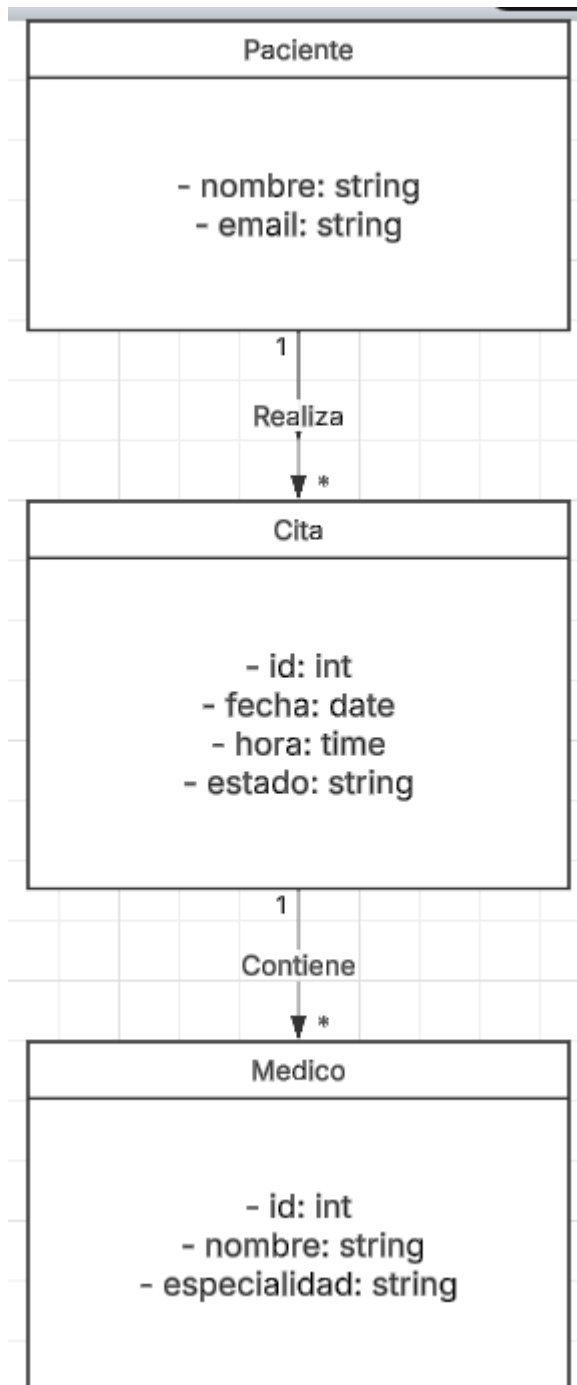 Paciente
- nombre: string
- email: string
1
Realiza
*
Cita
- id: int
- fecha: date
- hora: time
- estado: string
1
Contiene
*
Medico
- id: int
- nombre: string
- especialidad: string